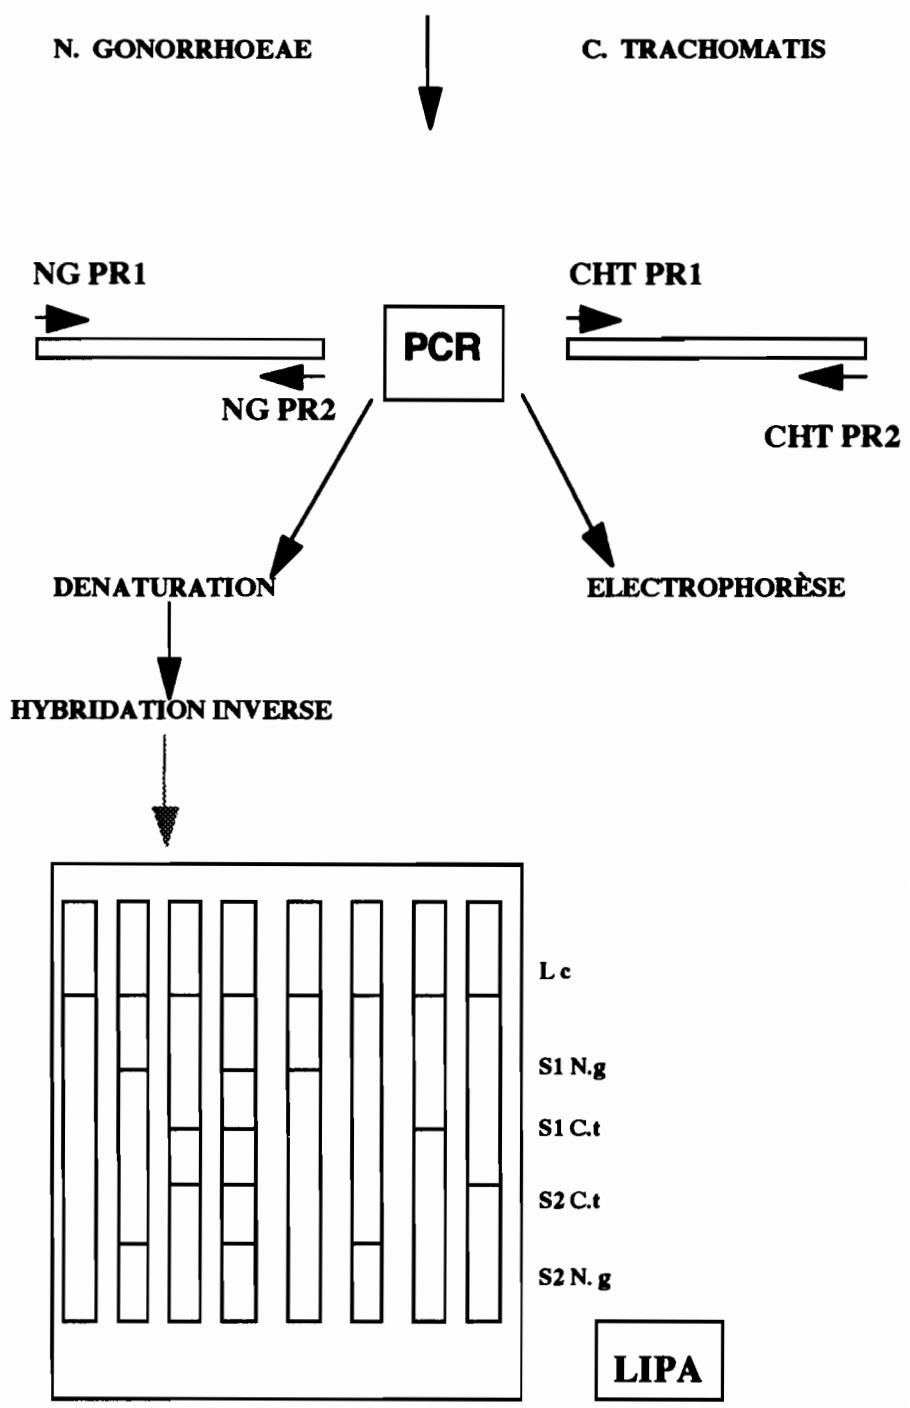 N. GONORRHOEAE
C. TRACHOMATIS
NG PR1
CHT PR1
PCR
NG PR2
CHT PR2
DENATURATION
ELECTROPHORÈSE
HYBRIDATION INVERSE
L c
S1 N.g
S1 C.t
S2 C.t
S2 N. g
LIPA